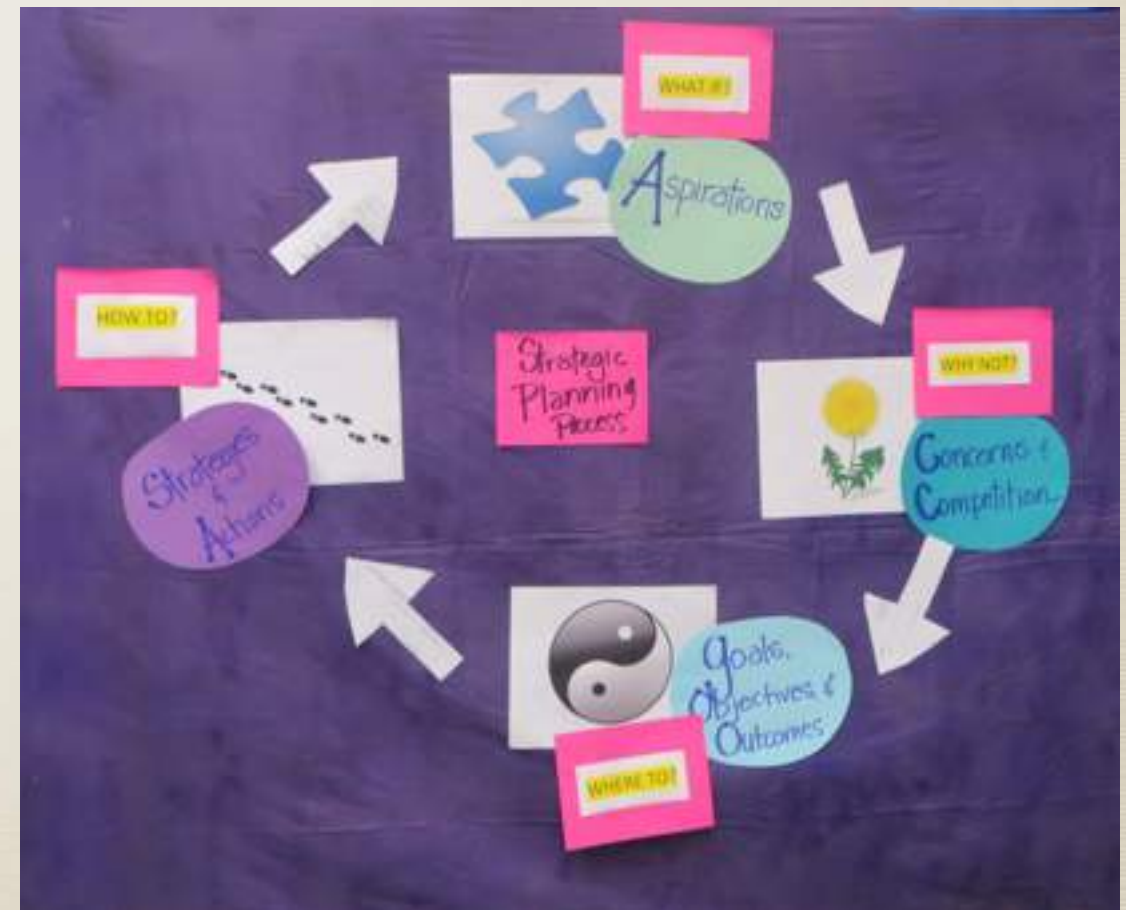 WHAT IF?
Aspirations
WHY NOT?
Concerns &
Competition
Goals,
Objectives &
Outcomes
WHERE TO?
HOW TO?
Strategies
&
Actions
Strategic
Planning
Process